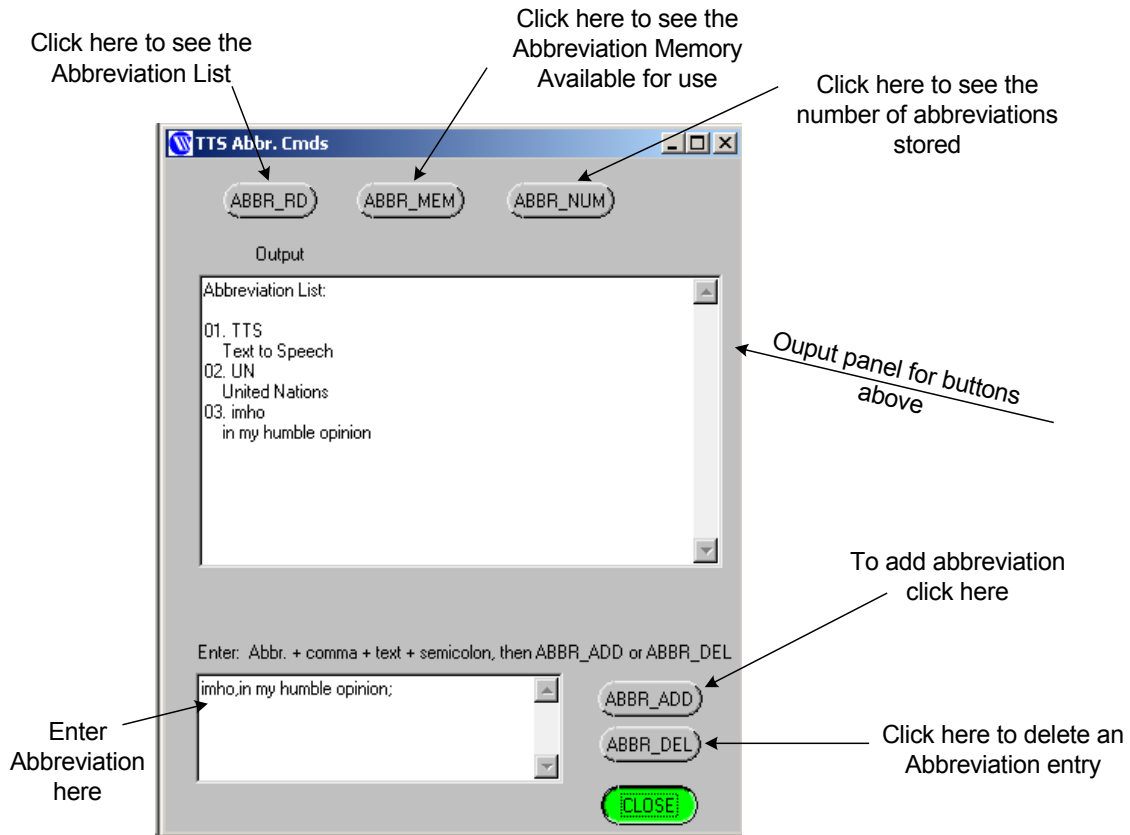 Click here to see the
Abbreviation List
Click here to see the
Abbreviation Memory
Available for use
Click here to see the
number of abbreviations
stored
TTS Abbr. Cmds
ABBR_RD
ABBR_MEM
ABBR_NUM
Output
Abbreviation List:
01. TTS
Text to Speech
02. UN
United Nations
03. imho
in my humble opinion
Ouput panel for buttons
above
To add abbreviation
click here
Enter: Abbr. + comma + text + semicolon, then ABBR_ADD or ABBR_DEL
imho,in my humble opinion;
ABBR_ADD
Enter
Abbreviation
here
ABBR_DEL
Click here to delete an
Abbreviation entry
CLOSE